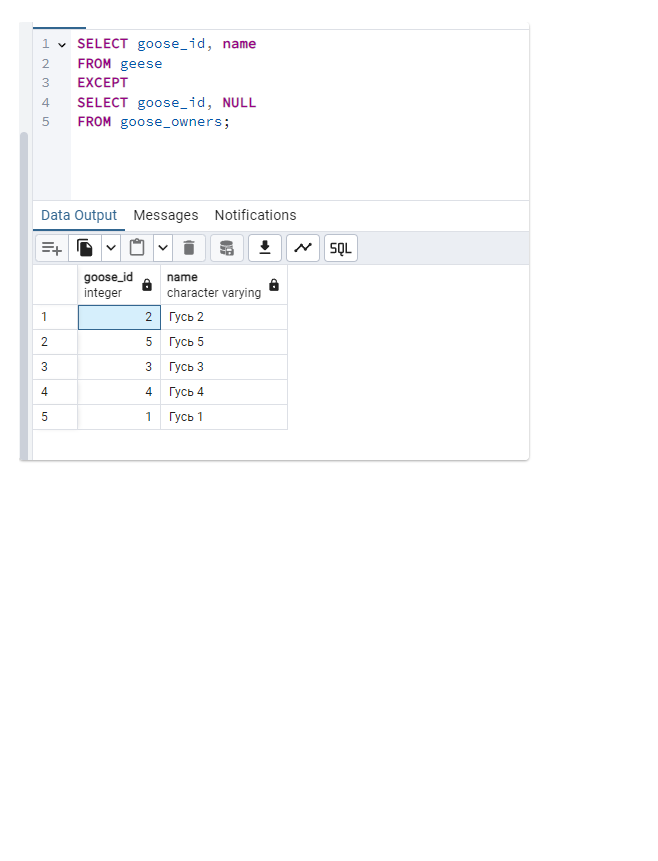 1 SELECT goose_id, name
2 FROM geese
3 EXCEPT
4 SELECT goose_id, NULL
5 FROM goose_owners;
Data Output Messages Notifications
SQL
goose_id name
integer character varying
1 2 Гусь 2
2 5 Гусь 5
3 3 Гусь 3
4 4 Гусь 4
5 1 Гусь 1